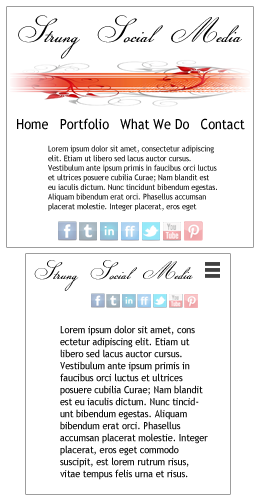 Strung Social Media
Home Portfolio What We Do Contact
Lorem ipsum dolor sit amet, consectetur adipiscing
elit. Etiam ut libero sed lacus auctor cursus.
Vestibulum ante ipsum primis in faucibus orci luctus
et ultrices posuere cubilia Curae; Nam blandit est
eu iaculis dictum. Nunc tincidunt bibendum egestas.
Aliquam bibendum erat orci. Phasellus accumsan
placerat molestie. Integer placerat, eros eget
f t in ff You Tube
Strung Social Media
f t in ff You Tube
Lorem ipsum dolor sit amet, cons
ectetur adipiscing elit. Etiam ut
libero sed lacus auctor cursus.
Vestibulum ante ipsum primis in
faucibus orci luctus et ultrices
posuere cubilia Curae; Nam blandit
est eu iaculis dictum. Nunc tincid-
unt bibendum egestas. Aliquam
bibendum erat orci. Phasellus
accumsan placerat molestie. Integer
placerat, eros eget commodo
suscipit, est lorem rutrum risus,
vitae tempus felis urna et risus.